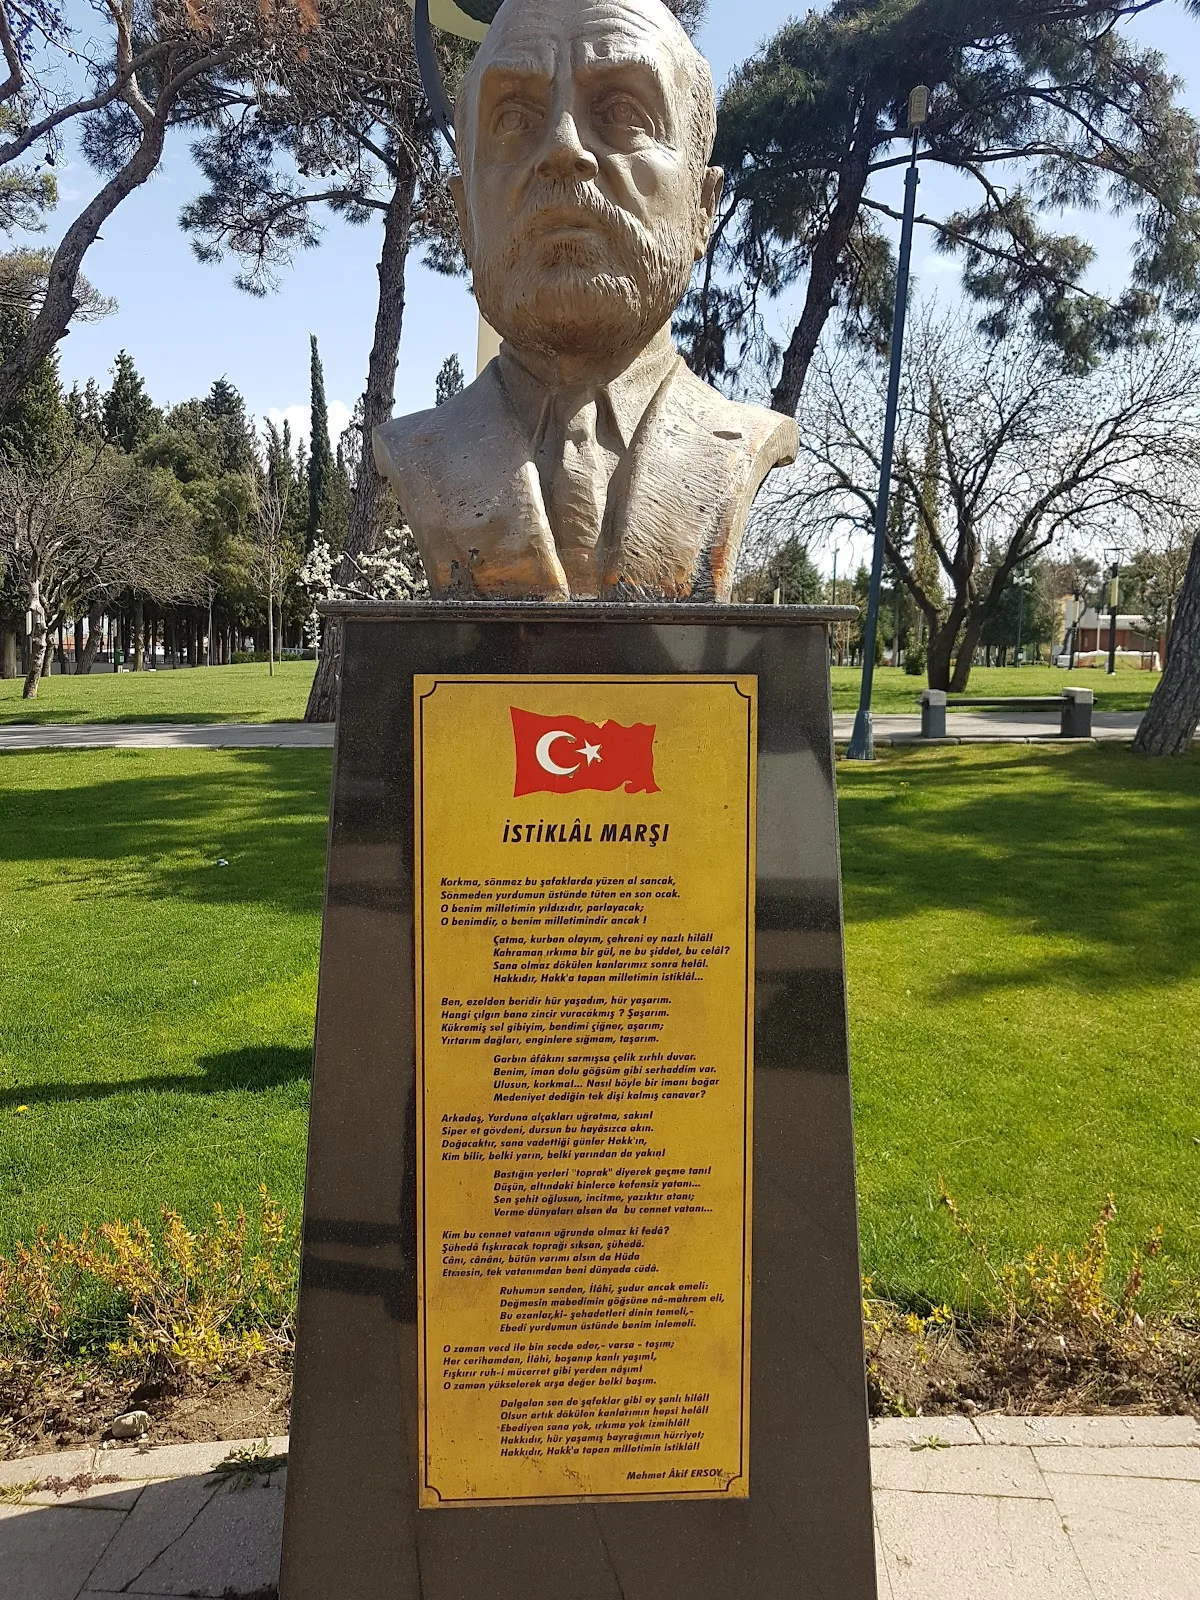 İSTİKLÂL MARŞI
Korkma, sönmez bu şafaklarda yüzen al sancak,
Sönmeden yurdumun üstünde tüten en son ocak.
O benim milletimin yıldızıdır, parlayacak;
O benimdir, o benim milletimindir ancak !
Çatma, kurban olayım, çehreni ey nazlı hilâl!
Kahraman ırkıma bir gül, ne bu şiddet, bu celâl?
Sana olmaz dökülen kanlarımız sonra helâl.
Hakkıdır, Hakk'a tapan milletimin istiklâl...
Ben, ezelden beridir hür yaşadım, hür yaşarım.
Hangi çılgın bana zincir vuracakmış ? Şaşarım.
Kükremiş sel gibiyim, bendimi çiğner, aşarım;
Yırtarım dağları, enginlere sığmam, taşarım.
Garbın âfâkını sarmışsa çelik zırhlı duvar.
Benim, iman dolu göğsüm gibi serhaddim var.
Ulusun, korkma!... Nasıl böyle bir imanı boğar
Medeniyet dediğin tek dişi kalmış canavar?
Arkadaş, Yurduna alçakları uğratma, sakın!
Siper et gövdeni, dursun bu hayâsızca akın.
Doğacaktır, sana vadettiği günler Hekk'ın,
Kim bilir, belki yarın, belki yarından da yakın!
Bastığın yerleri "toprak" diyerek geçme tanı!
Düşün, altındaki binlerce kefensiz yatanı...
Sen şehit oğlusun, incitme, yazıktır atanı;
Verme dünyaları alsan da bu cennet vatanı...
Kim bu cennet vatanın uğrunda olmaz ki fedâ?
Şühedâ fışkıracak toprağı sıksan, şühedâ.
Cânı, cânânı, bütün varımı alsın da Hüda
Etmesin, tek vatanımdan beni dünyada cüdâ.
Ruhumun senden, İlâhi, şudur ancak emeli:
Değmesin mabedimin göğsüne nâ-mahrem eli,
Bu ezanlar,ki- şehadetleri dinin temeli,-
Ebedî yurdumun üstünde benim inlemeli.
O zaman vecd ile bin secde eder,- varsa - taşım;
Her cerîhamdan, İlâhi, boşanıp kanlı yaşım!,
Fışkırır ruh-i mücerret gibi yerden nâşım!
O zaman yükselerek arşa değer belki başım.
Dalgalan sen de şafaklar gibi ey şanlı hilâl!
Olsun artık dökülen kanlarımın hepsi helâl!
Ebediyen sana yok, ırkıma yok izmihlâl!
Hakkıdır, hür yaşamış bayrağımın hürriyet;
Hakkıdır, Hakk'a tapan milletimin istiklâl!
Mehmet Âkif ERSOY